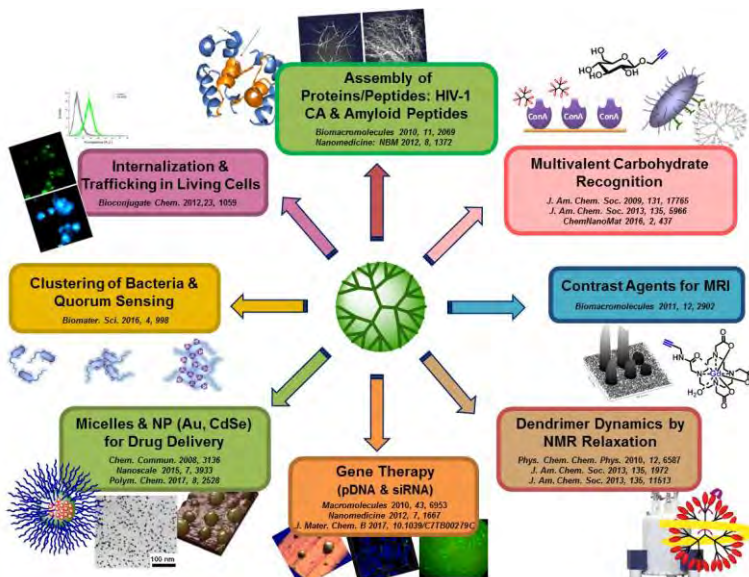 Assembly of
Proteins/Peptides: HIV-1
CA & Amyloid Peptides
Biomacromolecules 2010, 11, 2069
Nanomedicine: NBM 2012, 8, 1372
HO
HO
OH
OH
O
O
ConA
ConA
ConA
Internalization &
Trafficking in Living Cells
Bioconjugate Chem. 2012,23, 1059
Multivalent Carbohydrate
Recognition
J. Am. Chem. Soc. 2009, 131, 17765
J. Am. Chem. Soc. 2013, 135, 5966
ChemNanoMat 2016, 2, 437
Clustering of Bacteria &
Quorum Sensing
Biomater. Sci. 2016, 4, 998
Contrast Agents for MRI
Biomacromolecules 2011, 12, 2902
Micelles & NP (Au, CdSe)
for Drug Delivery
Chem. Commun. 2008, 3136
Nanoscale 2015, 7, 3933
Polym. Chem. 2017, 8, 2528
100 nm
Gene Therapy
(pDNA & siRNA)
Macromolecules 2010, 43, 6953
Nanomedicine 2012, 7, 1667
J. Mater. Chem. B 2017, 10.1039/C7TB00279C
Dendrimer Dynamics by
NMR Relaxation
Phys. Chem. Chem. Phys. 2010, 12, 6587
J. Am. Chem. Soc. 2013, 135, 1972
J. Am. Chem. Soc. 2013, 135, 11513